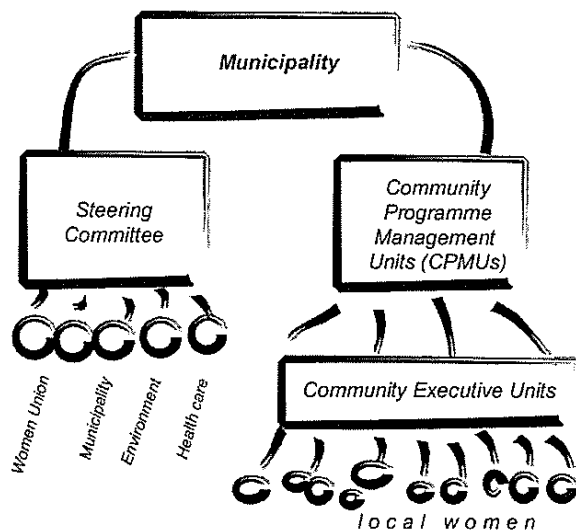 Municipality
Steering
Committee
Community
Programme
Management
Units (CPMUs)
Women Union
Municipality
Environment
Health care
Community Executive Units
local women